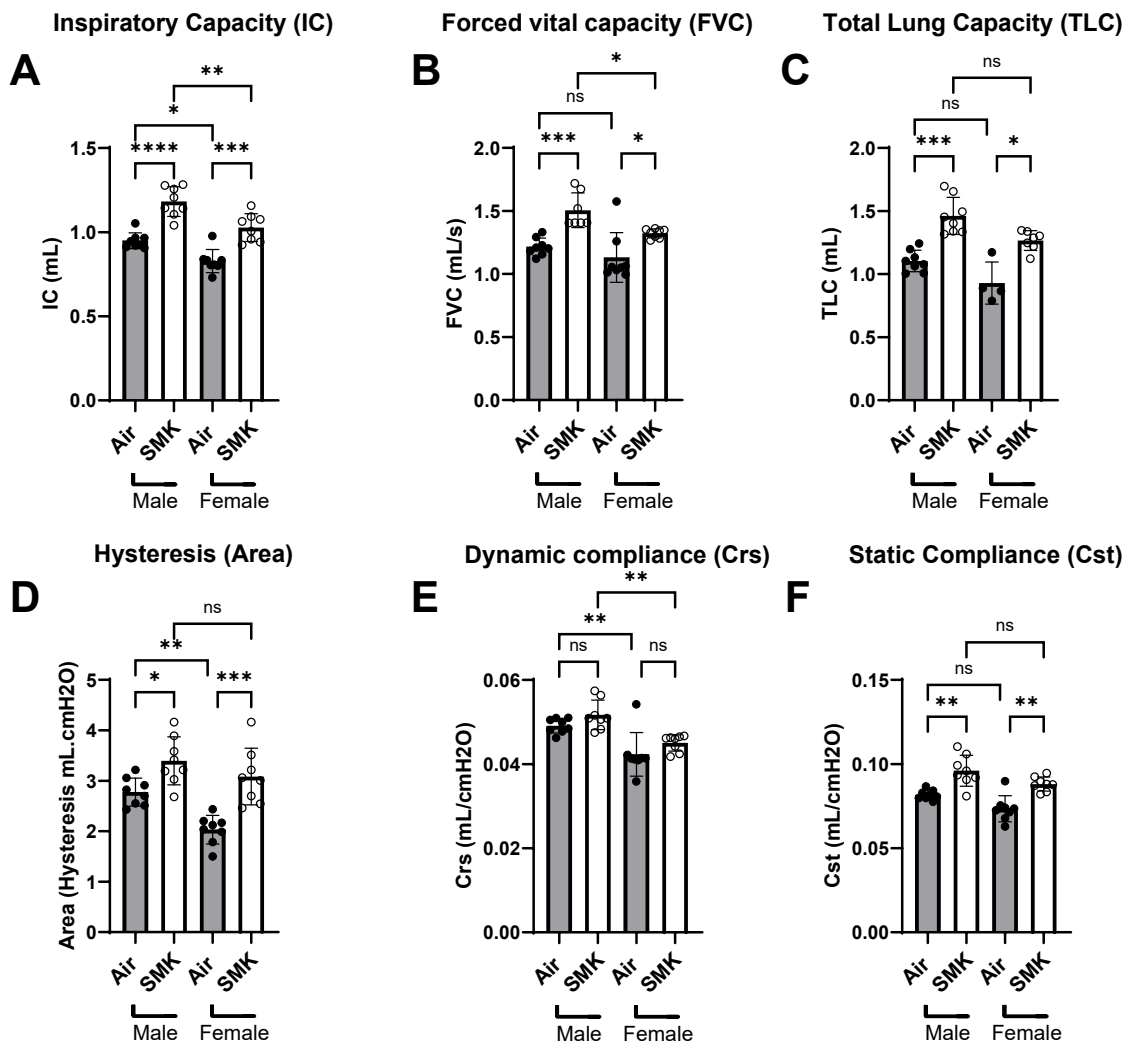 Inspiratory Capacity (IC)
Forced vital capacity (FVC)
Total Lung Capacity (TLC)
A
**
*
**** ***
IC (mL)
1.5
1.0
0.5
0.0
Air
SMK
Air
SMK
Male
Female
B
*
ns
*** *
FVC (mL/s)
2.0
1.5
1.0
0.5
0.0
Air
SMK
Air
SMK
Male
Female
C
ns
ns
*** *
TLC (mL)
2.0
1.5
1.0
0.5
0.0
Air
SMK
Air
SMK
Male
Female
Hysteresis (Area)
Dynamic compliance (Crs)
Static Compliance (Cst)
D
ns
**
* ***
Area (Hysteresis mL.cmH2O)
5
4
3
2
1
0
Air
SMK
Air
SMK
Male
Female
E
**
**
ns ns
Crs (mL/cmH2O)
0.06
0.04
0.02
0.00
Air
SMK
Air
SMK
Male
Female
F
ns
ns
** **
Cst (mL/cmH2O)
0.15
0.10
0.05
0.00
Air
SMK
Air
SMK
Male
Female